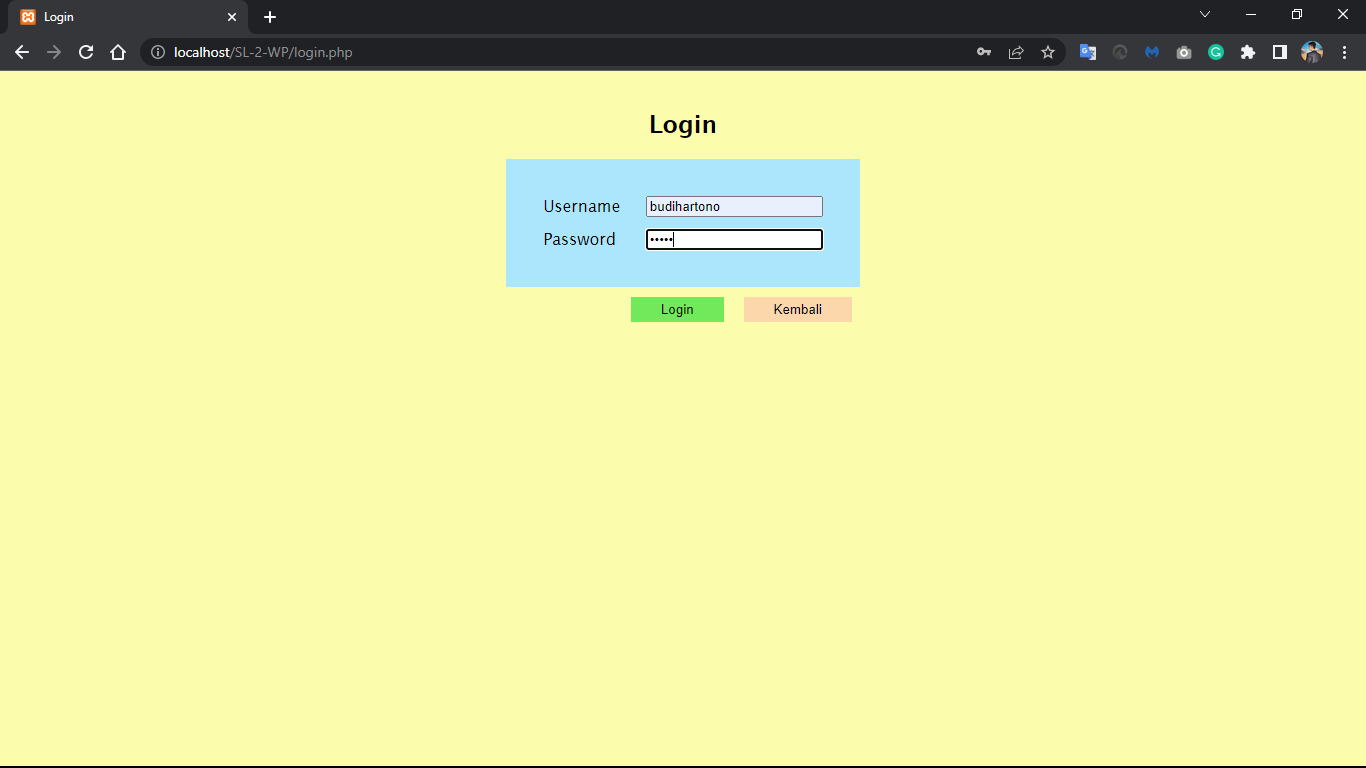 Login
localhost/SL-2-WP/login.php
Login
Username budihartono
Password •••••
Login Kembali